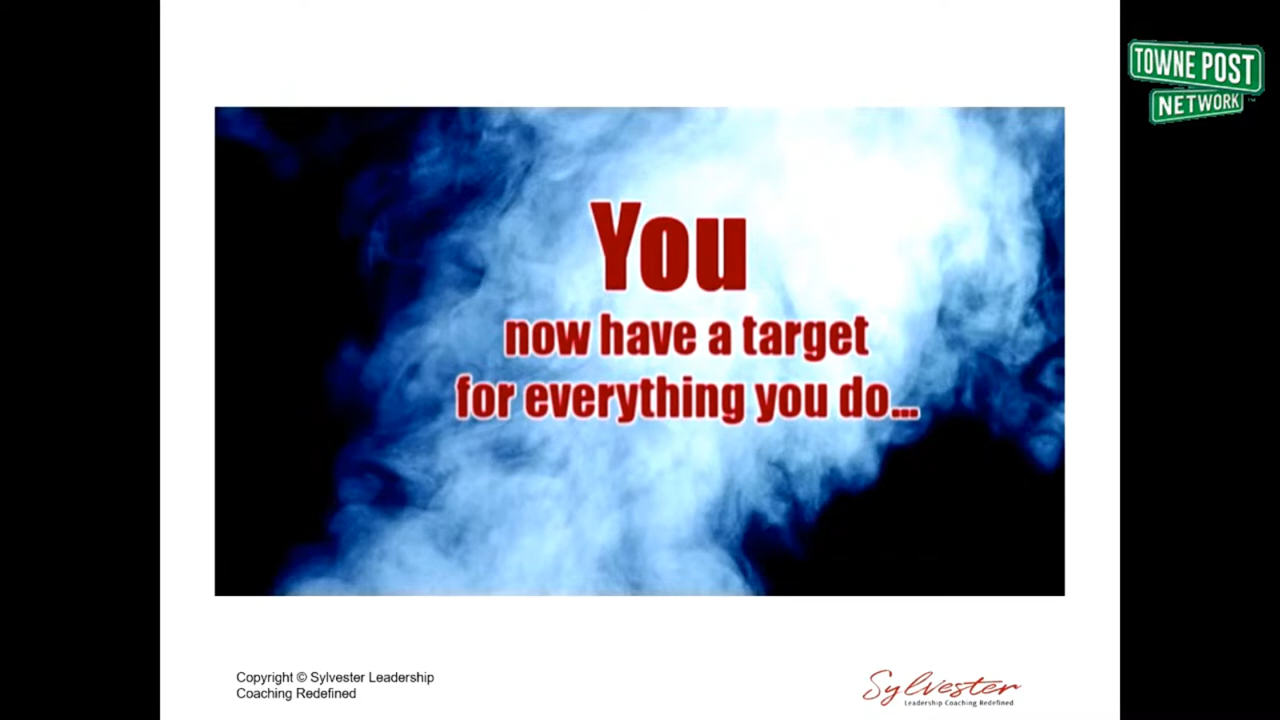 TOWNE POST
NETWORK™
You
now have a target
for everything you do...
Copyright © Sylvester Leadership
Coaching Redefined
Sylvester
Leadership Coaching Redefined